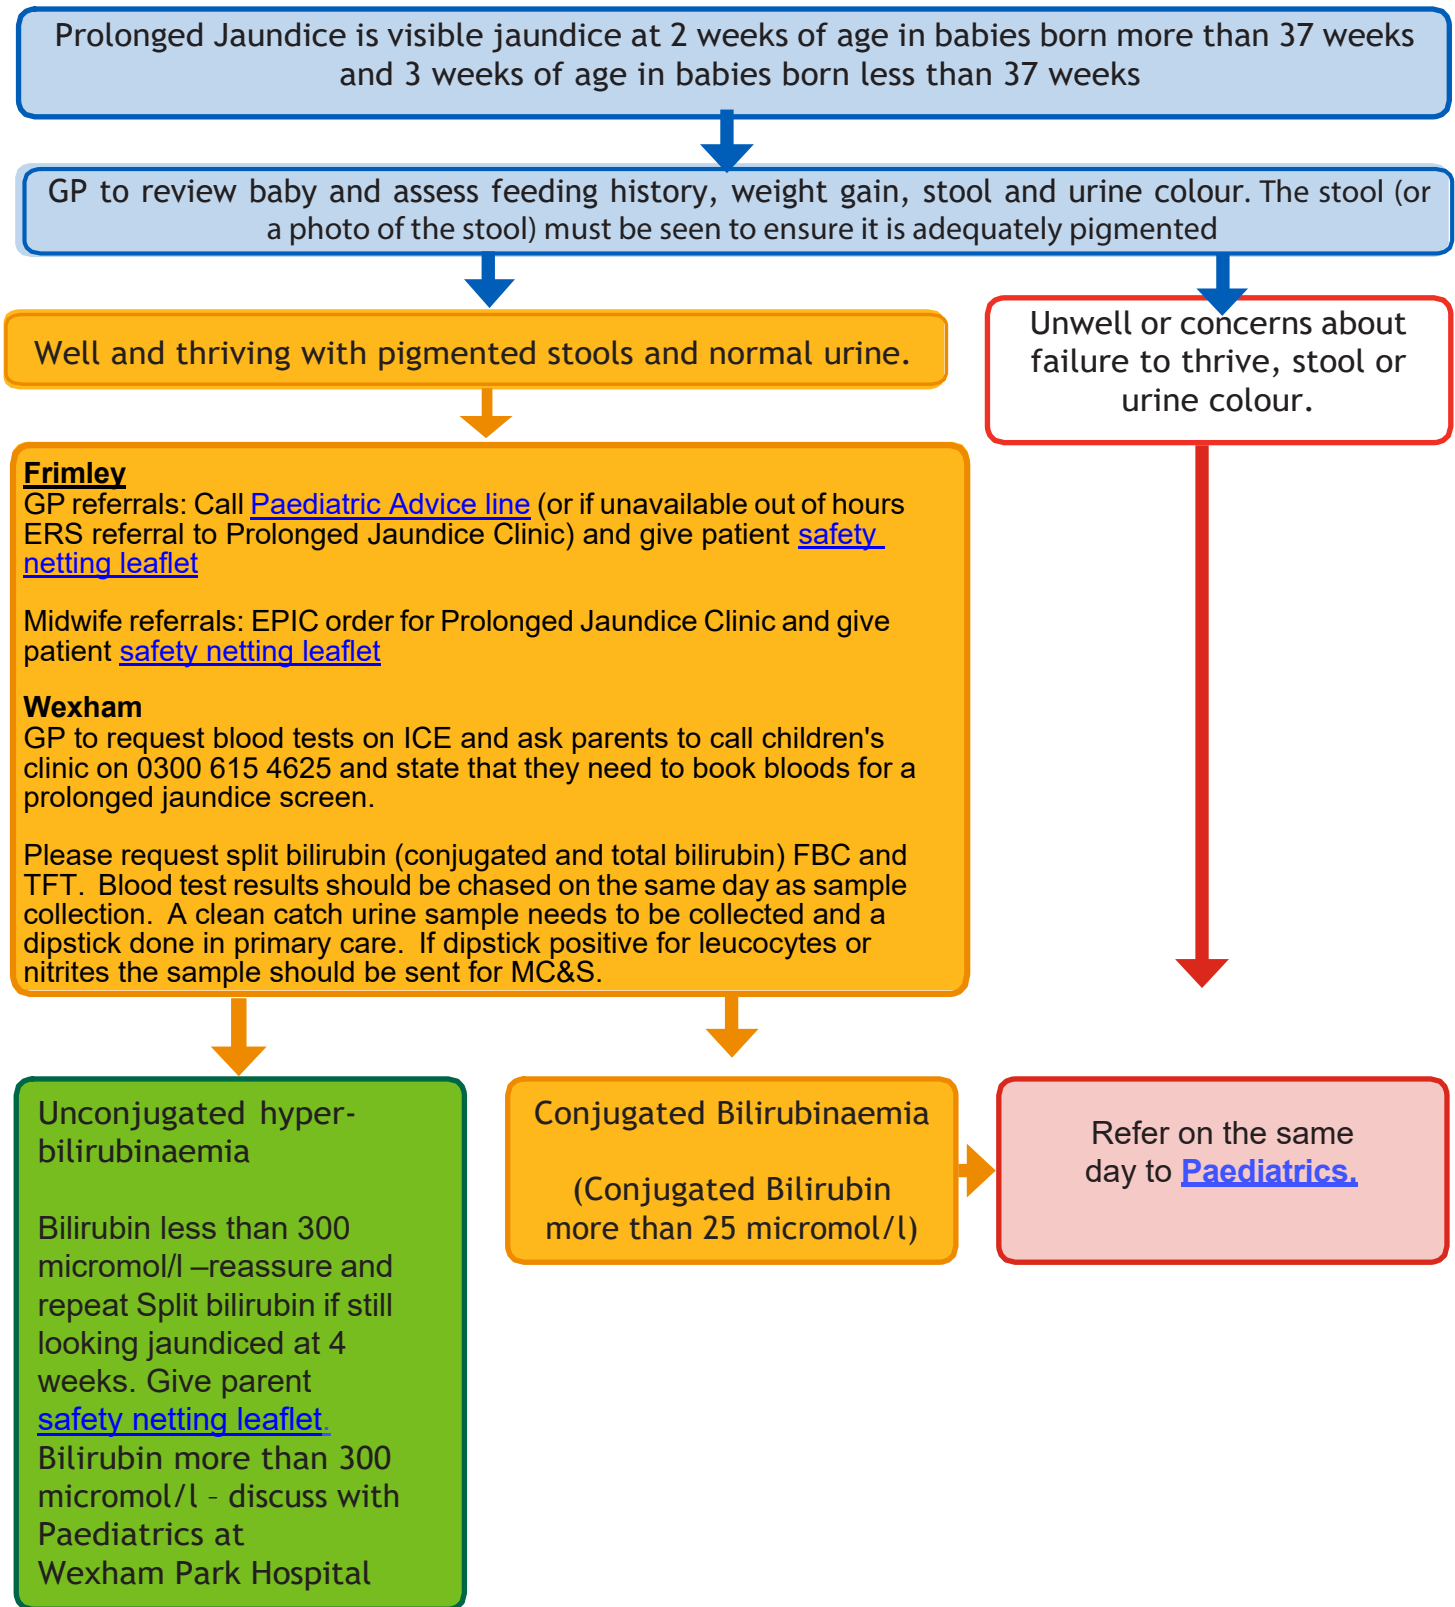 Prolonged Jaundice is visible jaundice at 2 weeks of age in babies born more than 37 weeks
and 3 weeks of age in babies born less than 37 weeks
GP to review baby and assess feeding history, weight gain, stool and urine colour. The stool (or
a photo of the stool) must be seen to ensure it is adequately pigmented
Well and thriving with pigmented stools and normal urine.
Unwell or concerns about
failure to thrive, stool or
urine colour.
Frimley
GP referrals: Call Paediatric Advice line (or if unavailable out of hours
ERS referral to Prolonged Jaundice Clinic) and give patient safety
netting leaflet
Midwife referrals: EPIC order for Prolonged Jaundice Clinic and give
patient safety netting leaflet
Wexham
GP to request blood tests on ICE and ask parents to call children's
clinic on 0300 615 4625 and state that they need to book bloods for a
prolonged jaundice screen.
Please request split bilirubin (conjugated and total bilirubin) FBC and
TFT. Blood test results should be chased on the same day as sample
collection. A clean catch urine sample needs to be collected and a
dipstick done in primary care. If dipstick positive for leucocytes or
nitrites the sample should be sent for MC&S.
Unconjugated hyper-
bilirubinaemia
Bilirubin less than 300
micromol/l –reassure and
repeat Split bilirubin if still
looking jaundiced at 4
weeks. Give parent
safety netting leaflet.
Bilirubin more than 300
micromol/l – discuss with
Paediatrics at
Wexham Park Hospital
Conjugated Bilirubinaemia
(Conjugated Bilirubin
more than 25 micromol/l)
Refer on the same
day to Paediatrics.